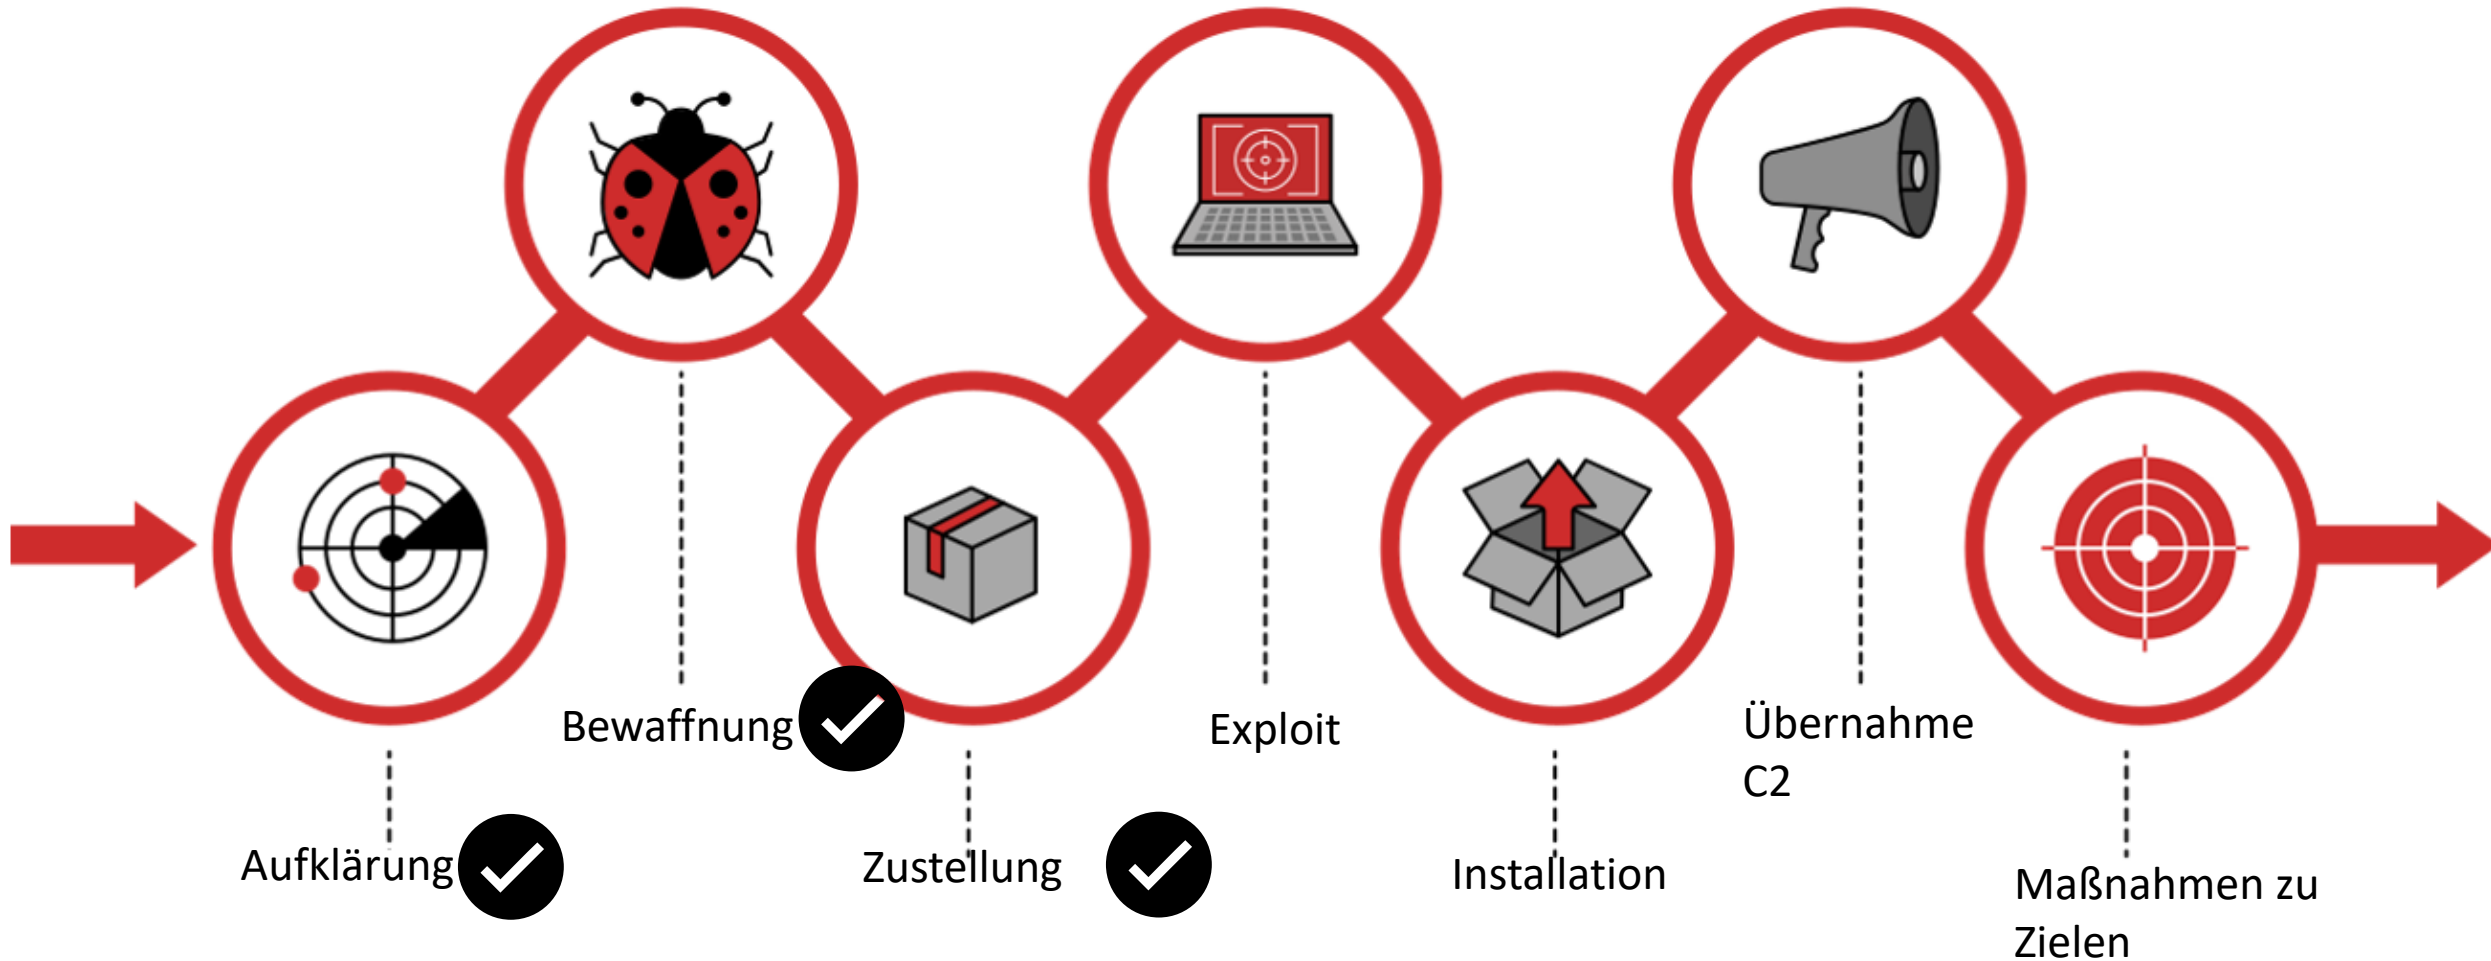 Aufklärung
Bewaffnung
Zustellung
Exploit
Installation
Übernahme
C2
Maßnahmen zu
Zielen